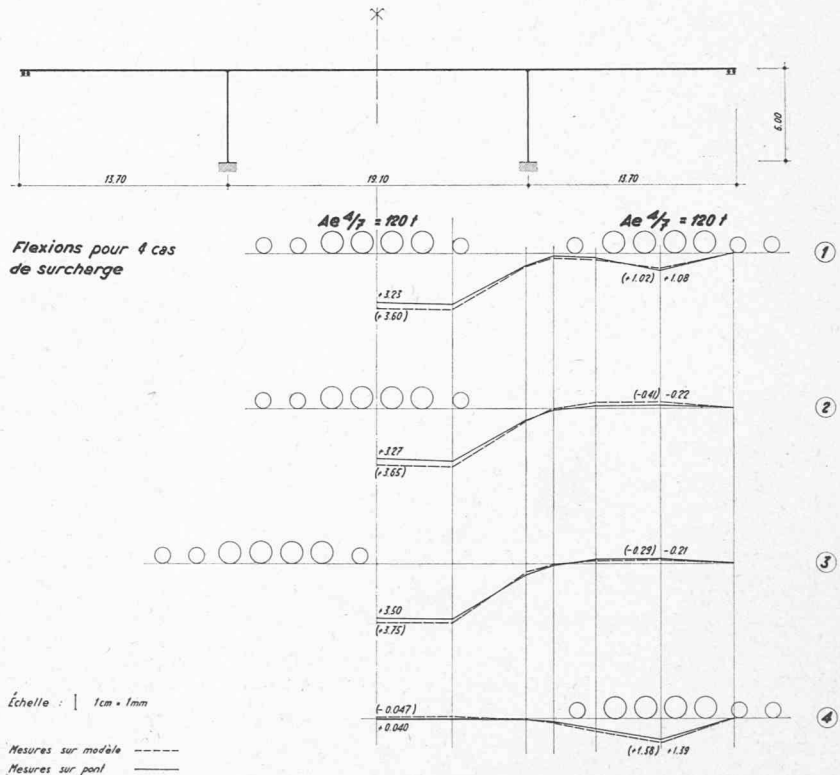 6.00
13.70 19.10 13.70
Ae 4/7 = 120 t Ae 4/7 = 120 t
Flexions pour 4 cas
de surcharge
1
(+1.02) +1.08
+3.23
(+3.60)
(-0.41) -0.22
2
+3.27
(+3.65)
(-0.29) -0.21
3
+3.50
(+3.75)
Échelle : 1cm = 1mm
(-0.047)
+0.040
4
(+1.58) +1.39
Mesures sur modèle
Mesures sur pont